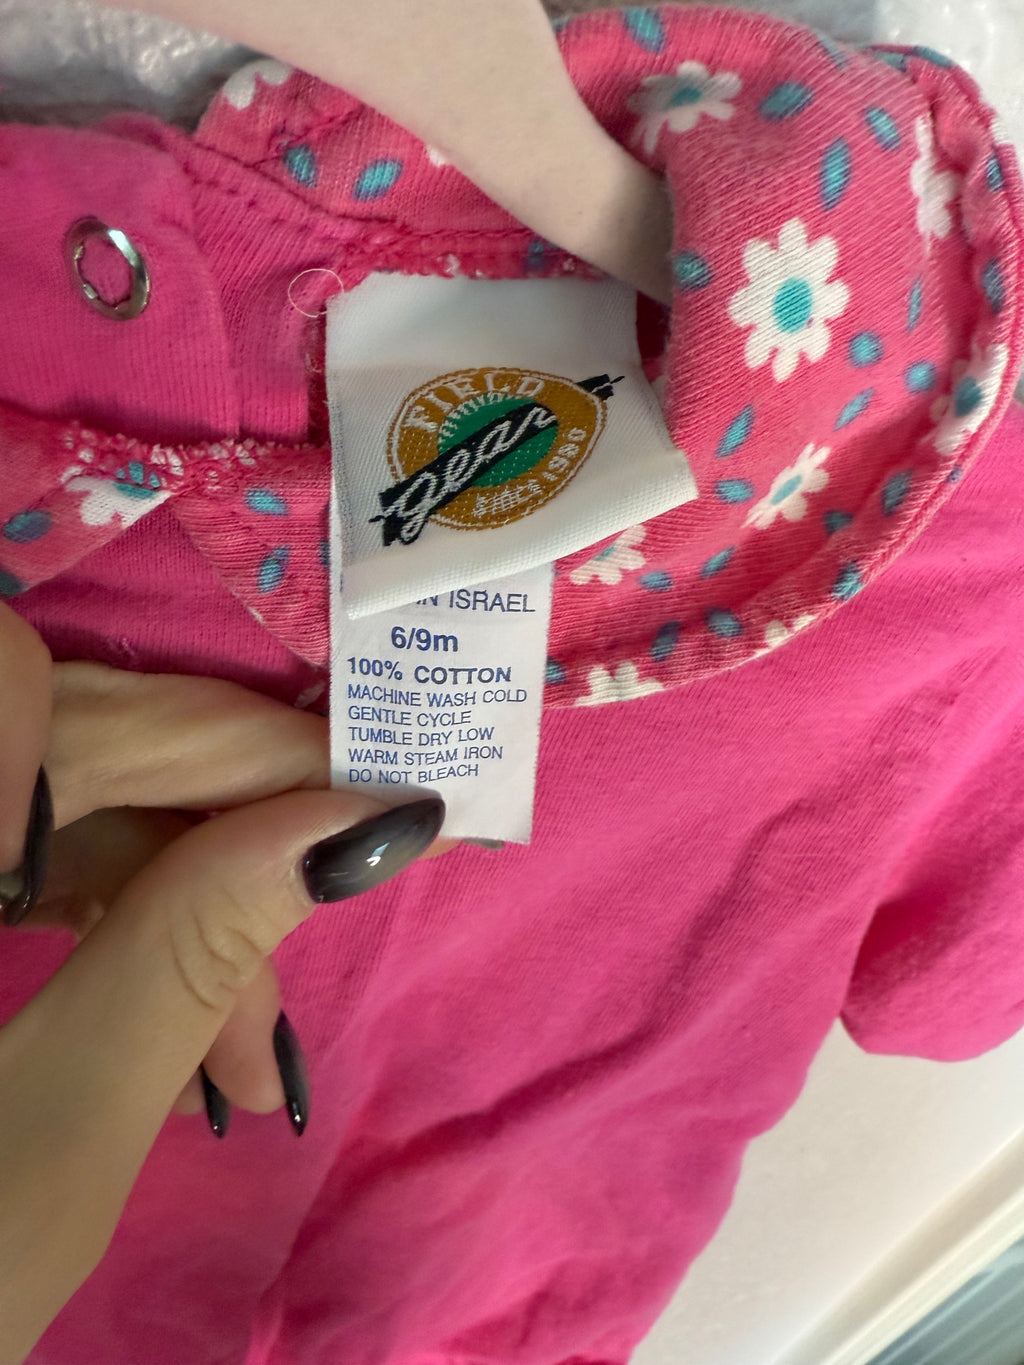 FIELD
gear
SINCE 1980
IN ISRAEL
6/9m
100% COTTON
MACHINE WASH COLD
GENTLE CYCLE
TUMBLE DRY LOW
WARM STEAM IRON
DO NOT BLEACH